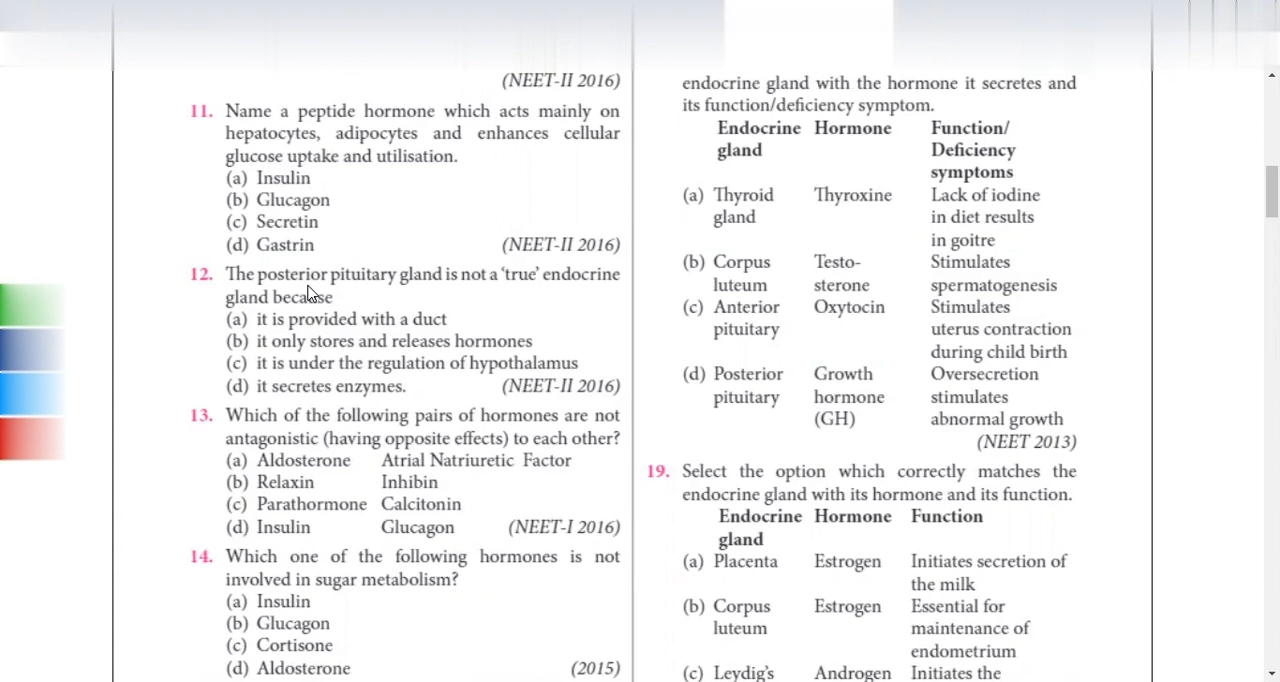 (NEET-II 2016)
11. Name a peptide hormone which acts mainly on
hepatocytes, adipocytes and enhances cellular
glucose uptake and utilisation.
(a) Insulin
(b) Glucagon
(c) Secretin
(d) Gastrin (NEET-II 2016)
12. The posterior pituitary gland is not a ‘true’ endocrine
gland because
(a) it is provided with a duct
(b) it only stores and releases hormones
(c) it is under the regulation of hypothalamus
(d) it secretes enzymes. (NEET-II 2016)
13. Which of the following pairs of hormones are not
antagonistic (having opposite effects) to each other?
(a) Aldosterone Atrial Natriuretic Factor
(b) Relaxin Inhibin
(c) Parathormone Calcitonin
(d) Insulin Glucagon (NEET-I 2016)
14. Which one of the following hormones is not
involved in sugar metabolism?
(a) Insulin
(b) Glucagon
(c) Cortisone
(d) Aldosterone (2015)
endocrine gland with the hormone it secretes and
its function/deficiency symptom.
Endocrine Hormone Function/
gland Deficiency
symptoms
(a) Thyroid Thyroxine Lack of iodine
gland in diet results
in goitre
(b) Corpus Testo- Stimulates
luteum sterone spermatogenesis
(c) Anterior Oxytocin Stimulates
pituitary uterus contraction
during child birth
(d) Posterior Growth Oversecretion
pituitary hormone stimulates
(GH) abnormal growth
(NEET 2013)
19. Select the option which correctly matches the
endocrine gland with its hormone and its function.
Endocrine Hormone Function
gland
(a) Placenta Estrogen Initiates secretion of
the milk
(b) Corpus Estrogen Essential for
luteum maintenance of
endometrium
(c) Leydig's Androgen Initiates the